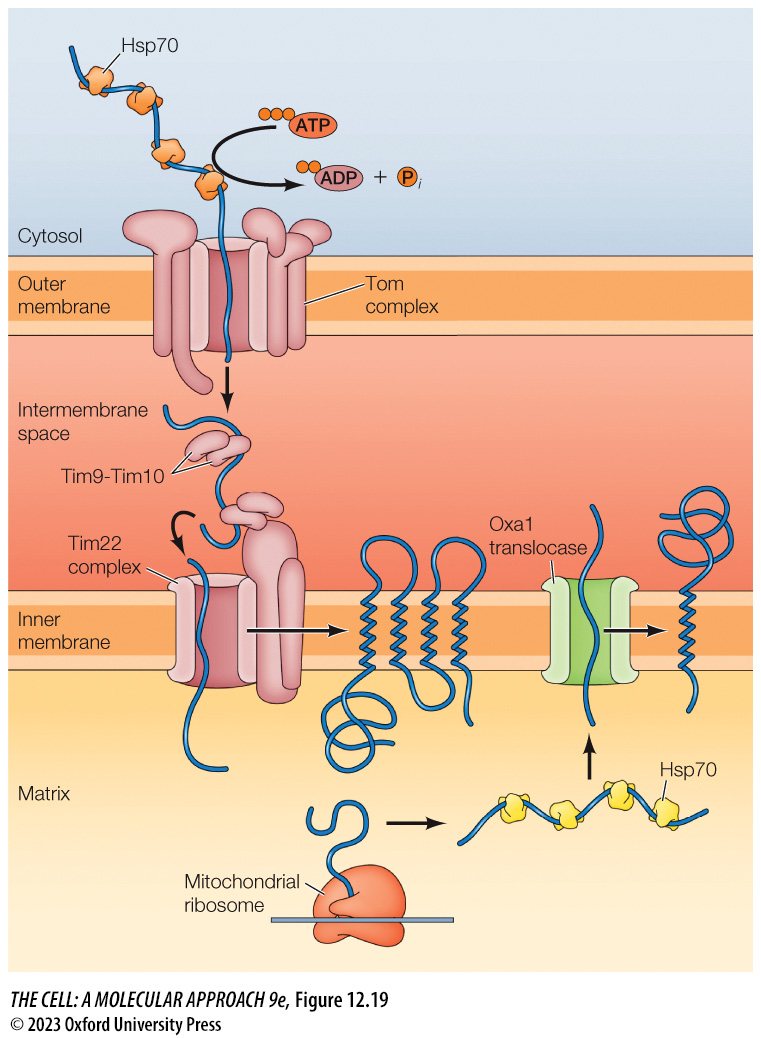 Hsp70
ATP
ADP + Pi
Cytosol
Outer
membrane
Tom
complex
Intermembrane
space
Tim9-Tim10
Tim22
complex
Oxa1
translocase
Inner
membrane
Matrix
Hsp70
Mitochondrial
ribosome
THE CELL: A MOLECULAR APPROACH 9e, Figure 12.19
© 2023 Oxford University Press